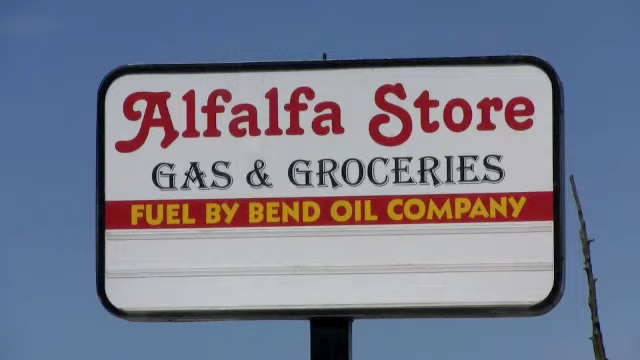 Alfalfa Store
GAS & GROCERIES
FUEL BY BEND OIL COMPANY